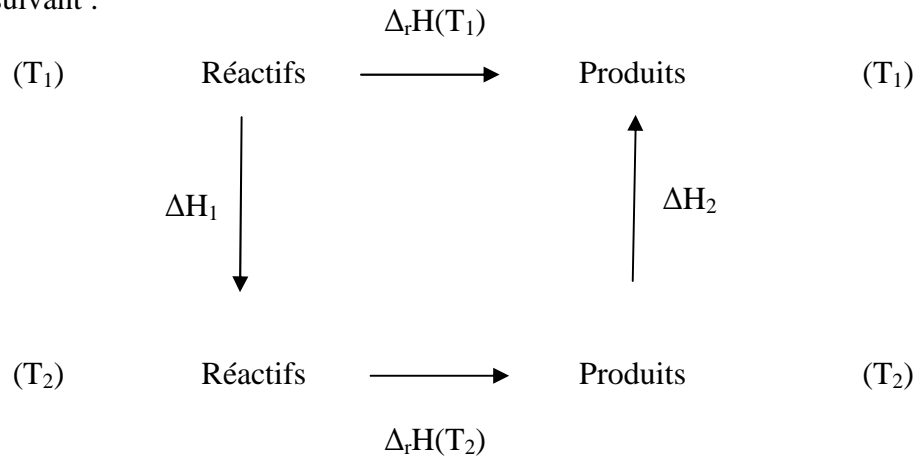 suivant :
ΔrH(T1)
(T1) Réactifs Produits (T1)
ΔH1 ΔH2
(T2) Réactifs Produits (T2)
ΔrH(T2)